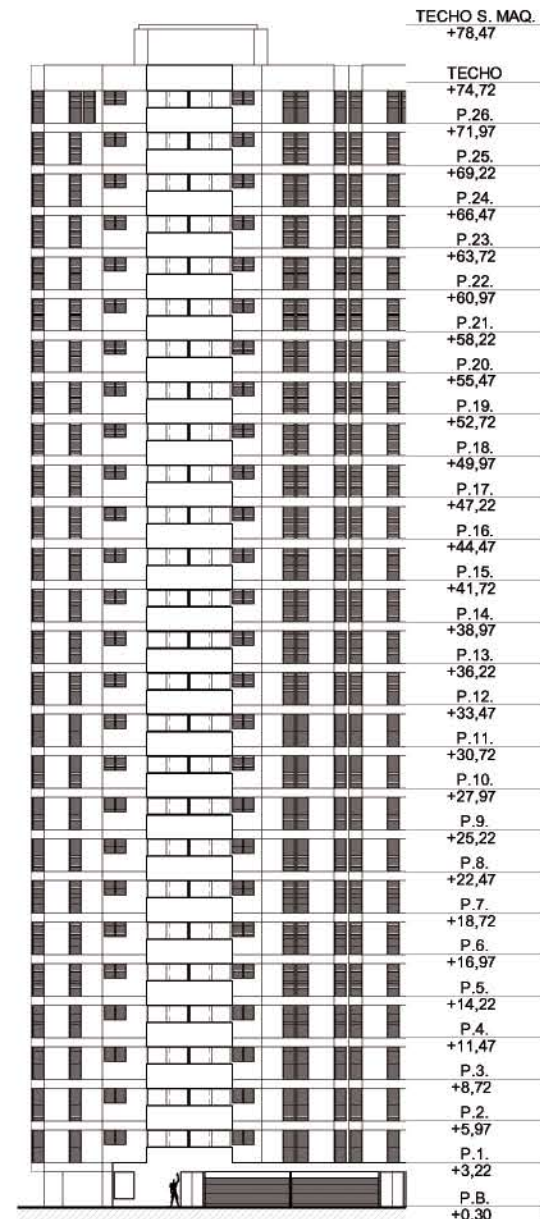 TECHO S. MAQ.
+78,47
TECHO
+74,72
P.26.
+71,97
P.25.
+69,22
P.24.
+66,47
P.23.
+63,72
P.22.
+60,97
P.21.
+58,22
P.20.
+55,47
P.19.
+52,72
P.18.
+49,97
P.17.
+47,22
P.16.
+44,47
P.15.
+41,72
P.14.
+38,97
P.13.
+36,22
P.12.
+33,47
P.11.
+30,72
P.10.
+27,97
P.9.
+25,22
P.8.
+22,47
P.7.
+18,72
P.6.
+16,97
P.5.
+14,22
P.4.
+11,47
P.3.
+8,72
P.2.
+5,97
P.1.
+3,22
P.B.
+0,30